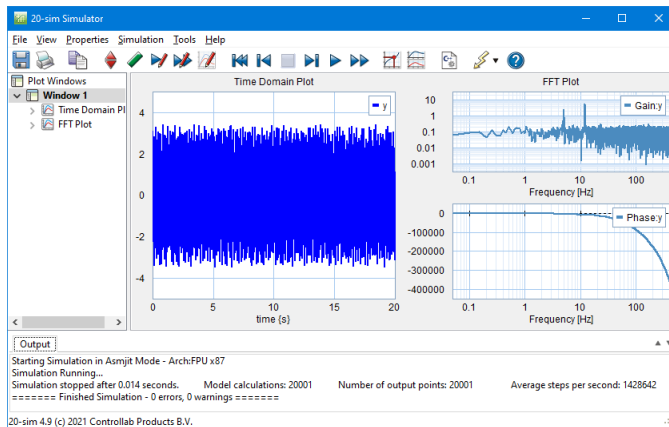 20-sim Simulator
File View Properties Simulation Tools Help
Plot Windows
Window 1
Time Domain Pl
FFT Plot
Time Domain Plot
y
4
2
0
-2
-4
0 5 10 15 20
time {s}
FFT Plot
Gain:y
10
1
0.1
0.01
0.001
0.1 1 10 100
Frequency [Hz]
Phase:y
0
-100000
-200000
-300000
-400000
0.1 1 10 100
Frequency [Hz]
Output
Starting Simulation in Asmjit Mode - Arch:FPU x87
Simulation Running...
Simulation stopped after 0.014 seconds. Model calculations: 20001 Number of output points: 20001 Average steps per second: 1428642
======= Finished Simulation - 0 errors, 0 warnings =======
20-sim 4.9 (c) 2021 Controllab Products B.V.